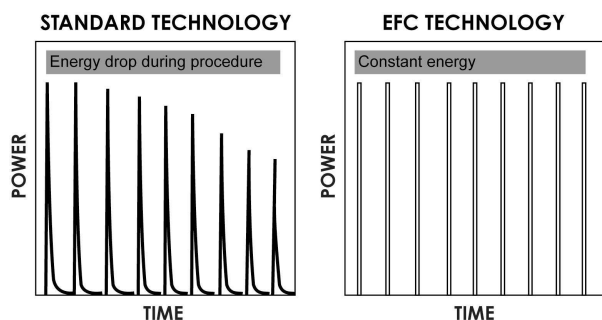 STANDARD TECHNOLOGY
Energy drop during procedure
POWER
TIME
EFC TECHNOLOGY
Constant energy
POWER
TIME